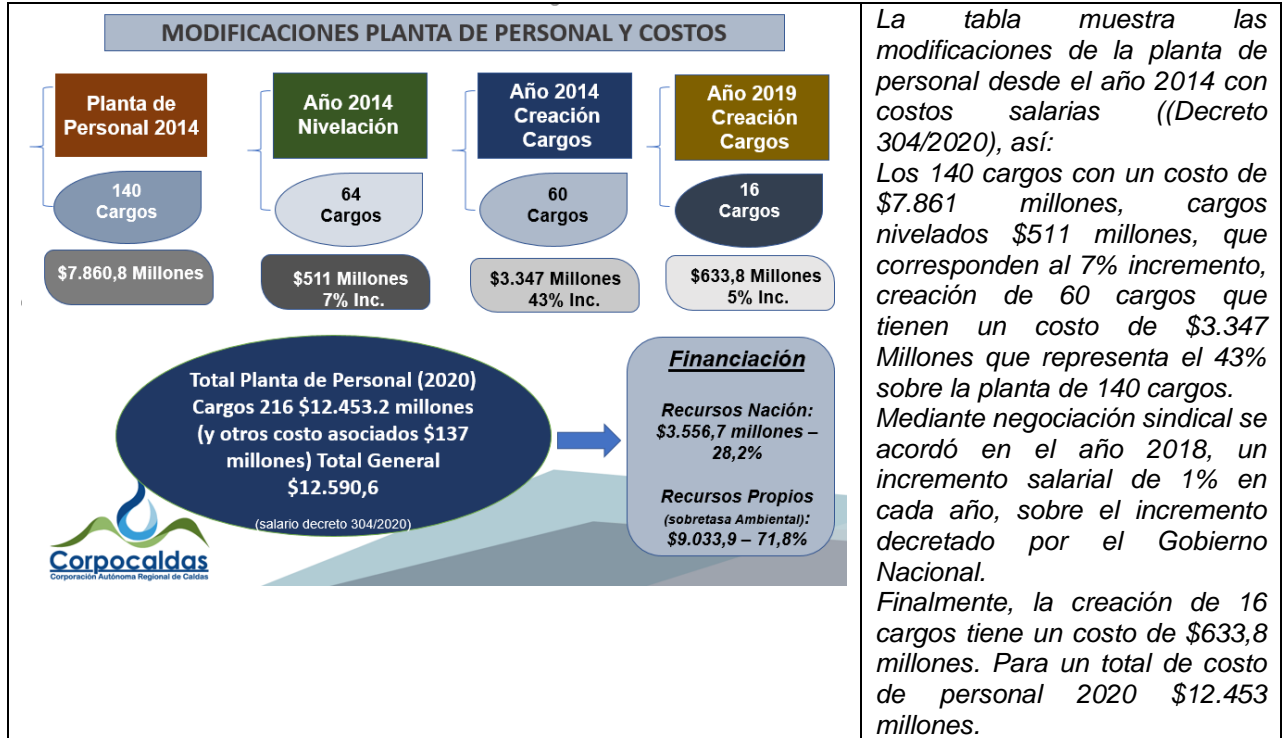 MODIFICACIONES PLANTA DE PERSONAL Y COSTOS
Planta de
Personal 2014
Año 2014
Nivelación
Año 2014
Creación
Cargos
Año 2019
Creación
Cargos
140
Cargos
64
Cargos
60
Cargos
16
Cargos
$7.860,8 Millones
$511 Millones
7% Inc.
$3.347 Millones
43% Inc.
$633,8 Millones
5% Inc.
Total Planta de Personal (2020)
Cargos 216 $12.453.2 millones
(y otros costo asociados $137
millones) Total General
$12.590,6
(salario decreto 304/2020)
Financiación
Recursos Nación:
$3.556,7 millones –
28,2%
Recursos Propios
(sobretasa Ambiental):
$9.033,9 – 71,8%
Corpocaldas
Corporación Autónoma Regional de Caldas
La tabla muestra las
modificaciones de la planta de
personal desde el año 2014 con
costos salarias ((Decreto
304/2020), así:
Los 140 cargos con un costo de
$7.861 millones, cargos
nivelados $511 millones, que
corresponden al 7% incremento,
creación de 60 cargos que
tienen un costo de $3.347
Millones que representa el 43%
sobre la planta de 140 cargos.
Mediante negociación sindical se
acordó en el año 2018, un
incremento salarial de 1% en
cada año, sobre el incremento
decretado por el Gobierno
Nacional.
Finalmente, la creación de 16
cargos tiene un costo de $633,8
millones. Para un total de costo
de personal 2020 $12.453
millones.